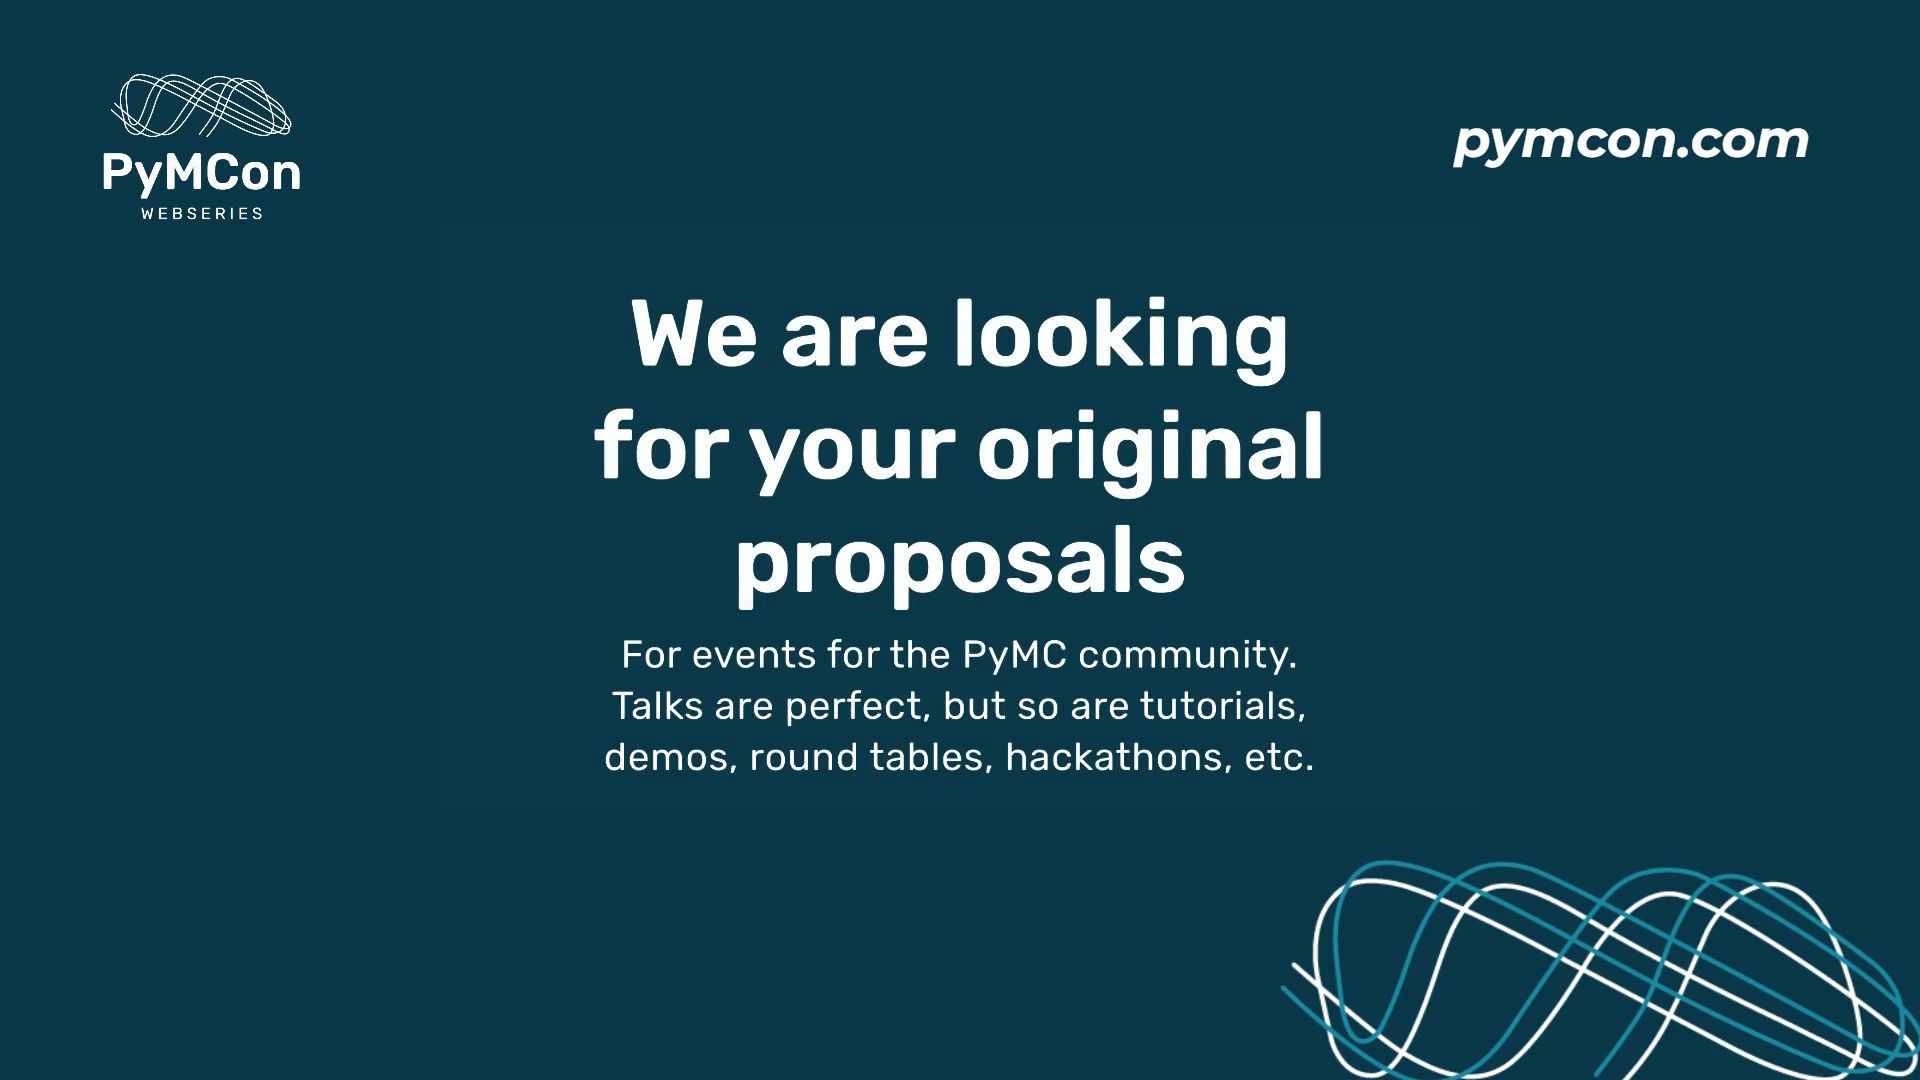 PyMCon
WEBSERIES
pymcon.com
We are looking
for your original
proposals
For events for the PyMC community.
Talks are perfect, but so are tutorials,
demos, round tables, hackathons, etc.